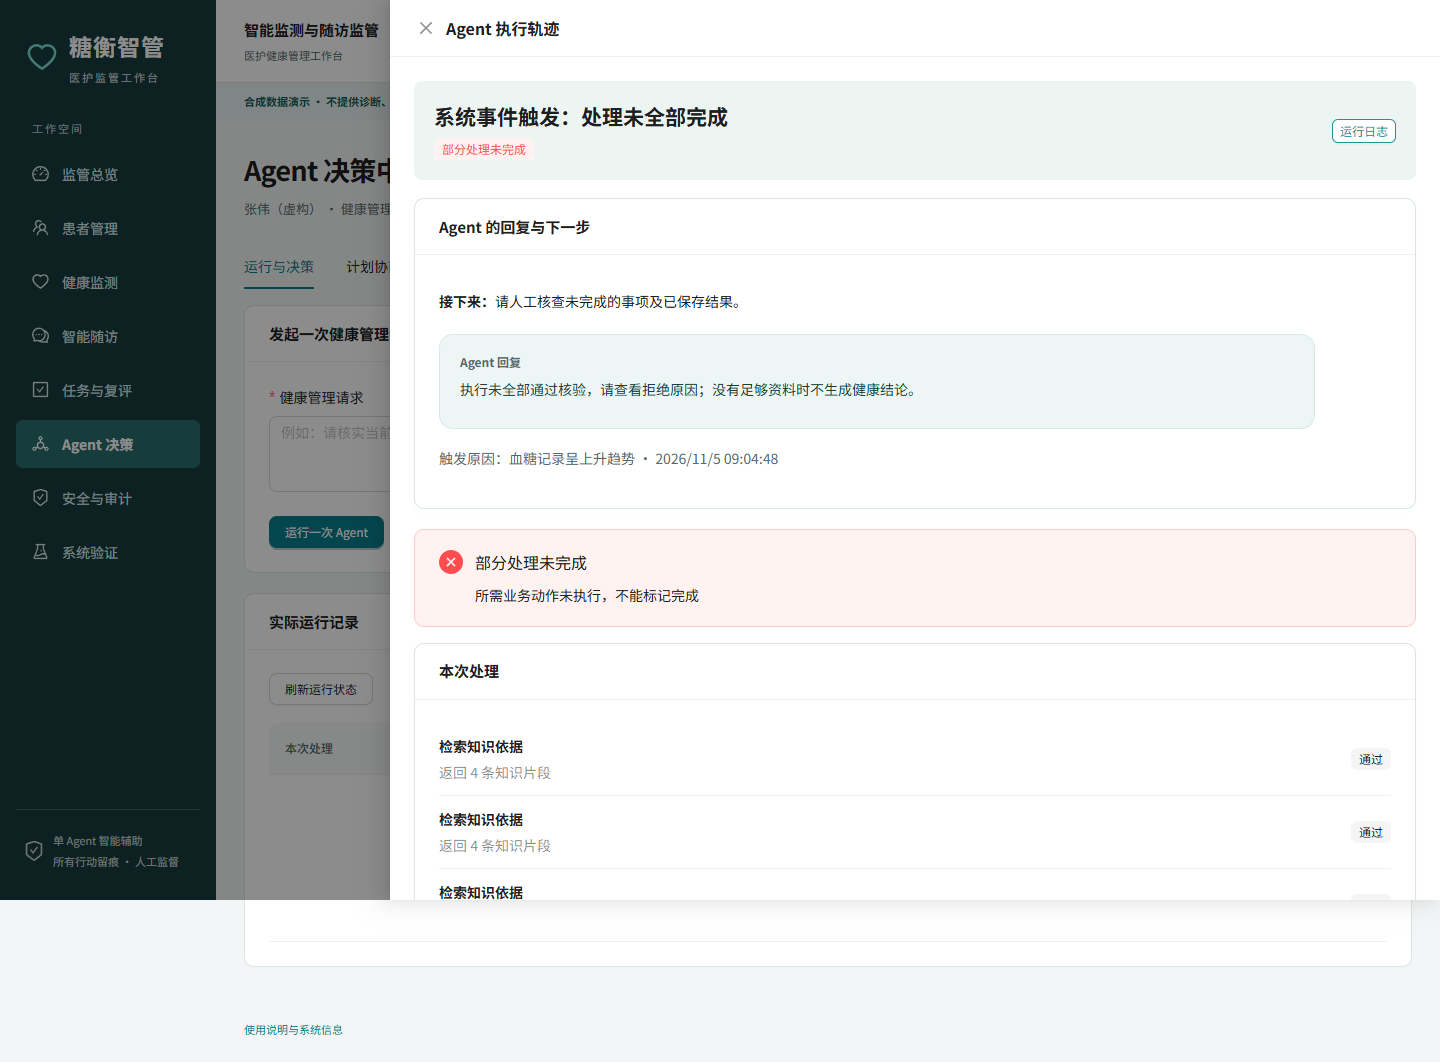 糖衡智管
医护监管工作台
工作空间
监管总览
患者管理
健康监测
智能随访
任务与复评
Agent 决策
安全与审计
系统验证
单 Agent 智能辅助
所有行动留痕 · 人工监督
智能监测与随访监管
医护健康管理工作台
合成数据演示 · 不提供诊断、
Agent 决策中
张伟（虚构） · 健康管理
运行与决策
计划协
发起一次健康管理
* 健康管理请求
例如：请核实当前
运行一次 Agent
实际运行记录
刷新运行状态
本次处理
使用说明与系统信息
Agent 执行轨迹
系统事件触发：处理未全部完成
部分处理未完成
运行日志
Agent 的回复与下一步
接下来：请人工核查未完成的事项及已保存结果。
Agent 回复
执行未全部通过核验，请查看拒绝原因；没有足够资料时不生成健康结论。
触发原因：血糖记录呈上升趋势 · 2026/11/5 09:04:48
部分处理未完成
所需业务动作未执行，不能标记完成
本次处理
检索知识依据
返回 4 条知识片段
通过
检索知识依据
返回 4 条知识片段
通过
检索知识依据